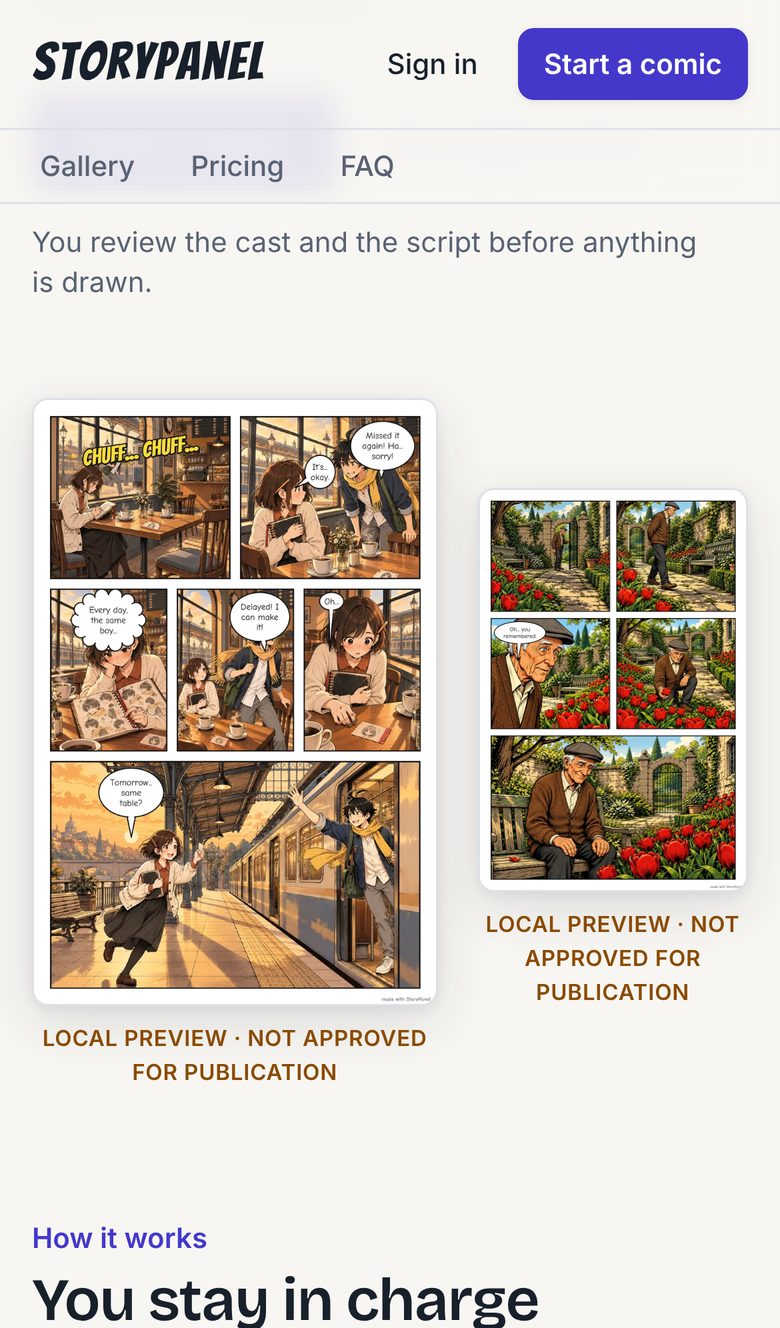 STORYPANEL
Sign in
Start a comic
Gallery
Pricing
FAQ
You review the cast and the script before anything
is drawn.
CHUFF... CHUFF...
It's..
okay.
Missed it
again! Ha..
sorry!
Every day,
the same
boy...
Delayed! I
can make
it!
Oh..
Tomorrow...
same
table?
made with StoryPanel
LOCAL PREVIEW · NOT APPROVED
FOR PUBLICATION
Oh.. you
remembered
made with StoryPanel
LOCAL PREVIEW · NOT
APPROVED FOR
PUBLICATION
How it works
You stay in charge